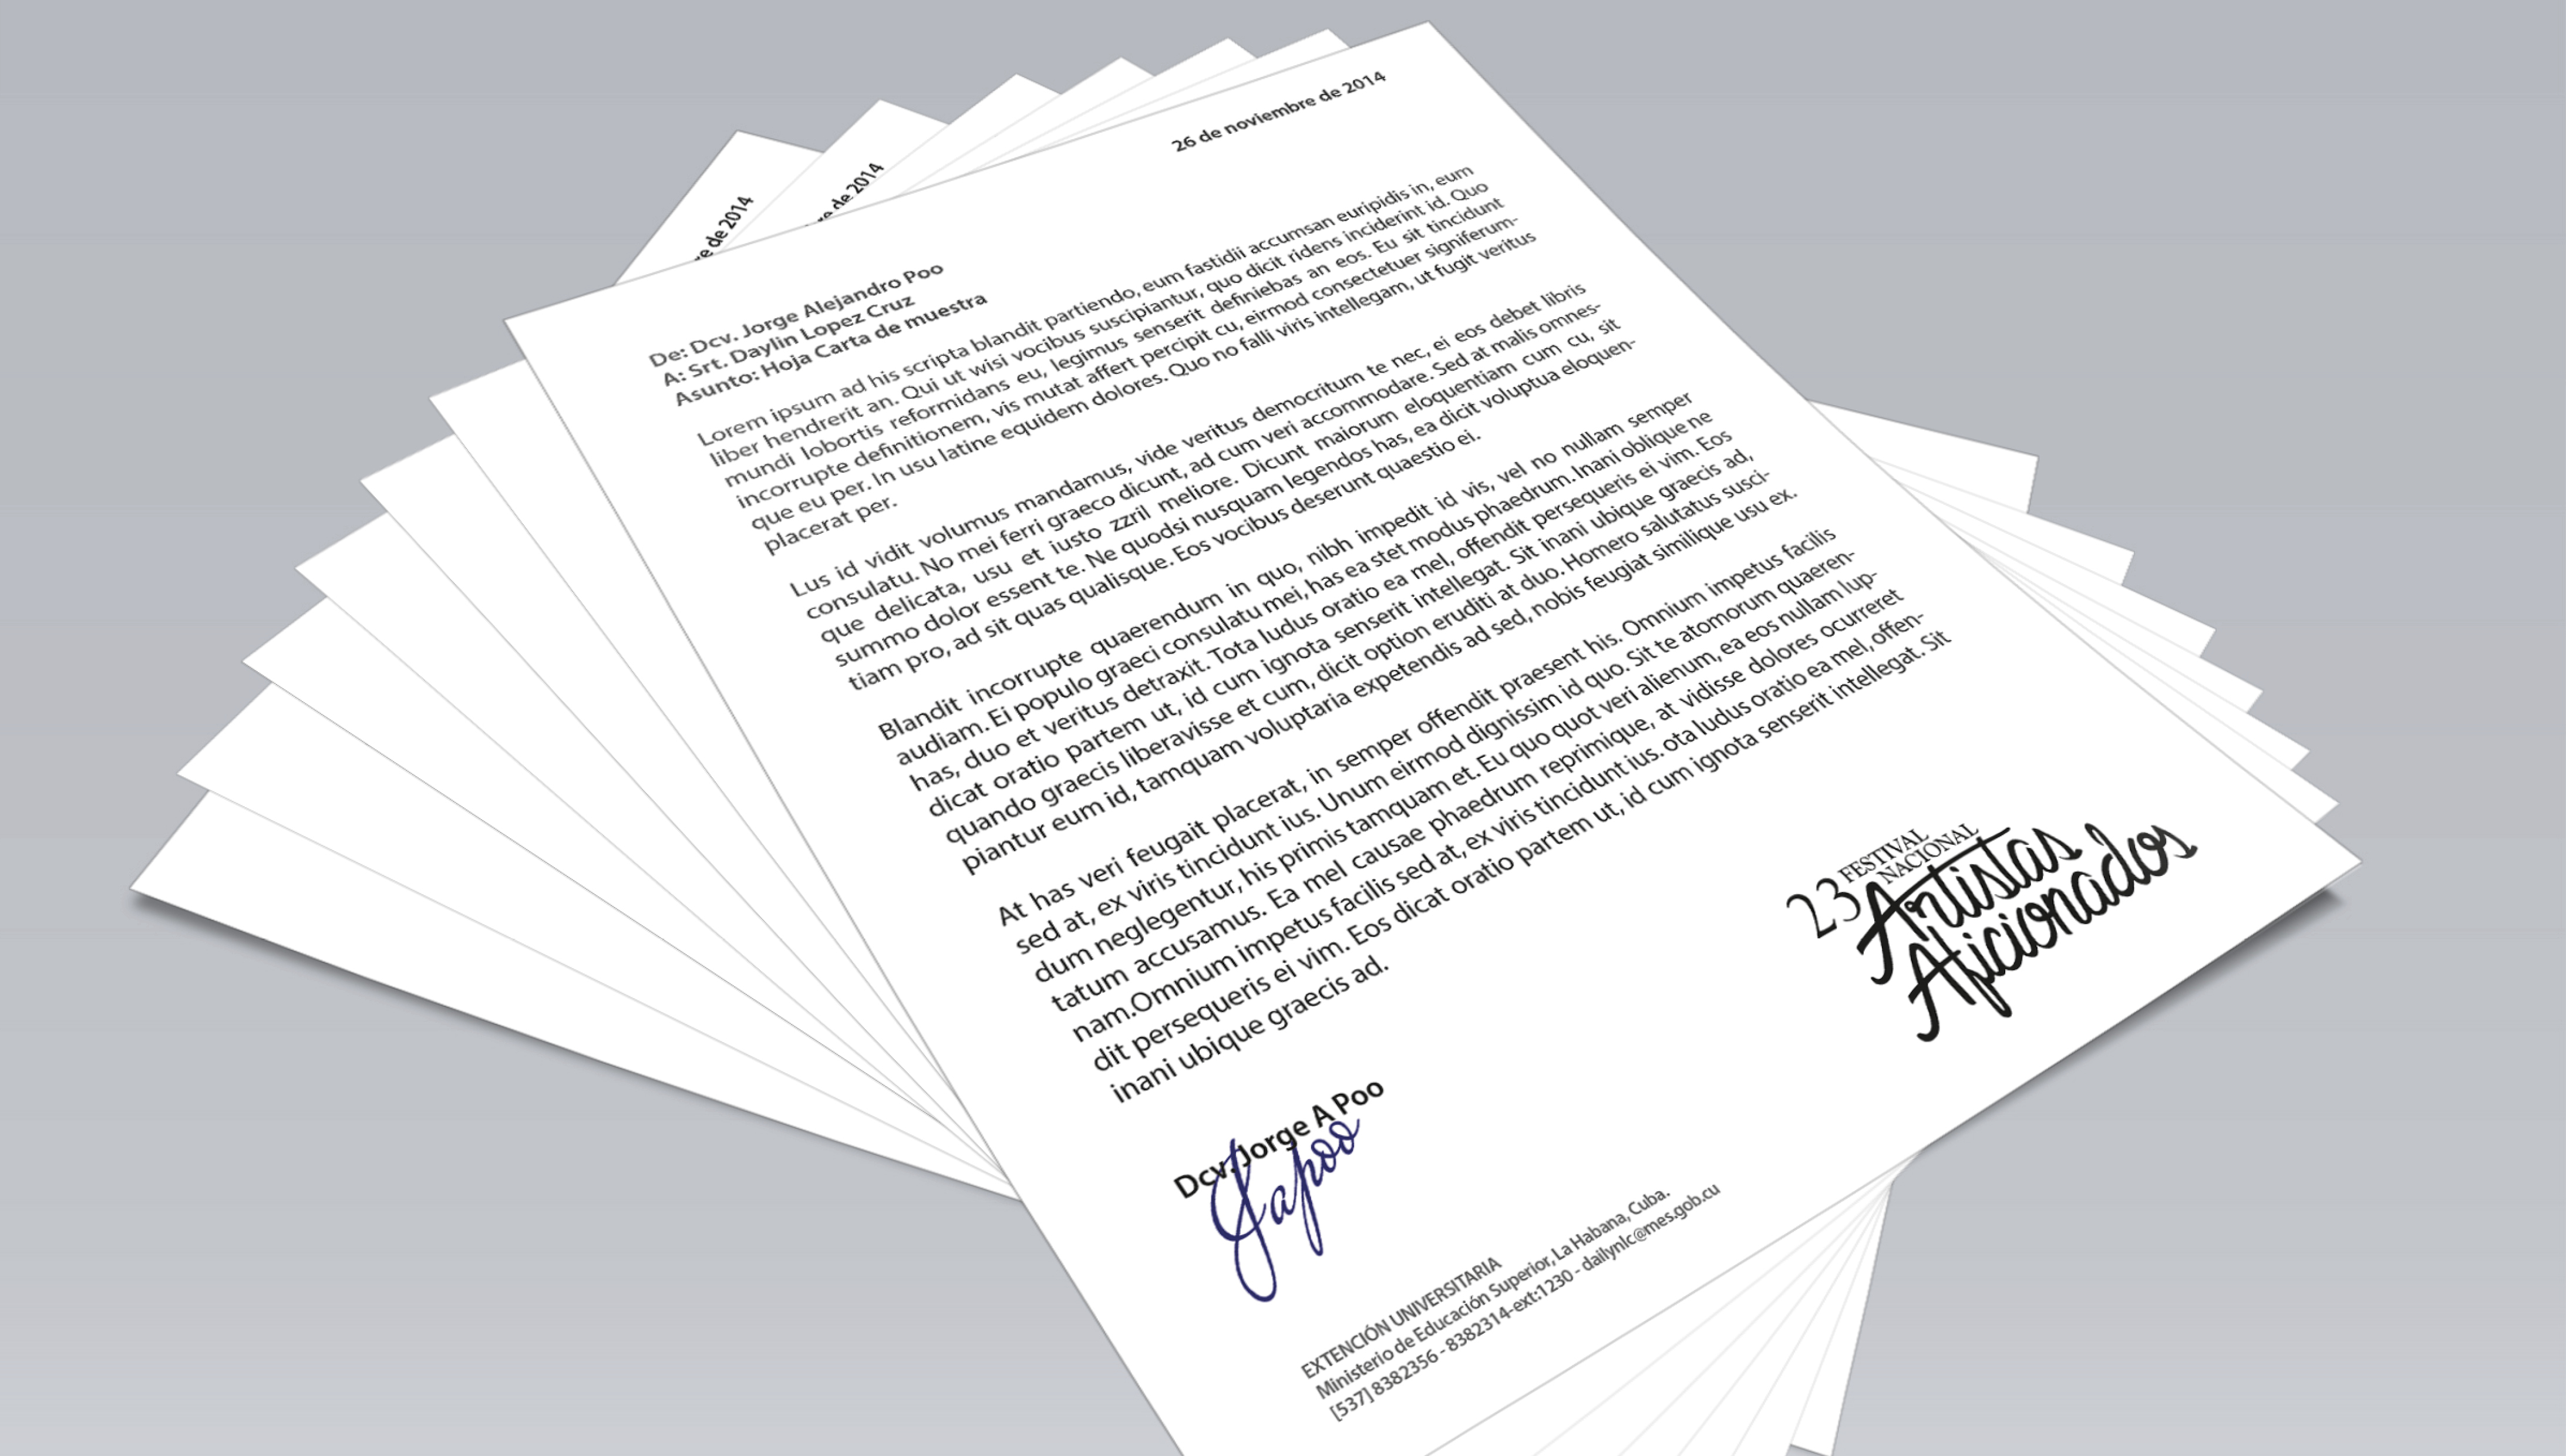 26 de noviembre de 2014
re de 2014
e de 2014
De: Dcv. Jorge Alejandro Poo
A: Srt. Daylin Lopez Cruz
Asunto: Hoja Carta de muestra
Lorem ipsum ad his scripta blandit partiendo, eum fastidii accumsan euripidis in, eum
liber hendrerit an. Qui ut wisi vocibus suscipiantur, quo dicit ridens inciderint id. Quo
mundi lobortis reformidans eu, legimus senserit definiebas an eos. Eu sit tincidunt
incorrupte definitionem, vis mutat affert percipit cu, eirmod consectetuer signiferum-
que eu per. In usu latine equidem dolores. Quo no falli viris intellegam, ut fugit veritus
placerat per.
Lus id vidit volumus mandamus, vide veritus democritum te nec, ei eos debet libris
consulatu. No mei ferri graeco dicunt, ad cum veri accommodare. Sed at malis omnes-
que delicata, usu et iusto zzril meliore. Dicunt maiorum eloquentiam cum cu, sit
summo dolor essent te. Ne quodsi nusquam legendos has, ea dicit voluptua eloquen-
tiam pro, ad sit quas qualisque. Eos vocibus deserunt quaestio ei.
Blandit incorrupte quaerendum in quo, nibh impedit id vis, vel no nullam semper
audiam. Ei populo graeci consulatu mei, has ea stet modus phaedrum. Inani oblique ne
has, duo et veritus detraxit. Tota ludus oratio ea mel, offendit persequeris ei vim. Eos
dicat oratio partem ut, id cum ignota senserit intellegat. Sit inani ubique graecis ad,
quando graecis liberavisse et cum, dicit option eruditi at duo. Homero salutatus susci-
piantur eum id, tamquam voluptaria expetendis ad sed, nobis feugiat similique usu ex.
At has veri feugait placerat, in semper offendit praesent his. Omnium impetus facilis
sed at, ex viris tincidunt ius. Unum eirmod dignissim id quo. Sit te atomorum quaeren-
dum neglegentur, his primis tamquam et. Eu quo quot veri alienum, ea eos nullam lup-
tatum accusamus. Ea mel causae phaedrum reprimique, at vidisse dolores ocurreret
nam.Omnium impetus facilis sed at, ex viris tincidunt ius. ota ludus oratio ea mel, offen-
dit persequeris ei vim. Eos dicat oratio partem ut, id cum ignota senserit intellegat. Sit
inani ubique graecis ad.
Dcv. Jorge A Poo
Japoo
23 FESTIVAL
NACIONAL
Artistas
Aficionados
EXTENCIÓN UNIVERSITARIA
Ministerio de Educación Superior, La Habana, Cuba.
[537] 8382356 - 8382314-ext:1230 - dailynlc@mes.gob.cu